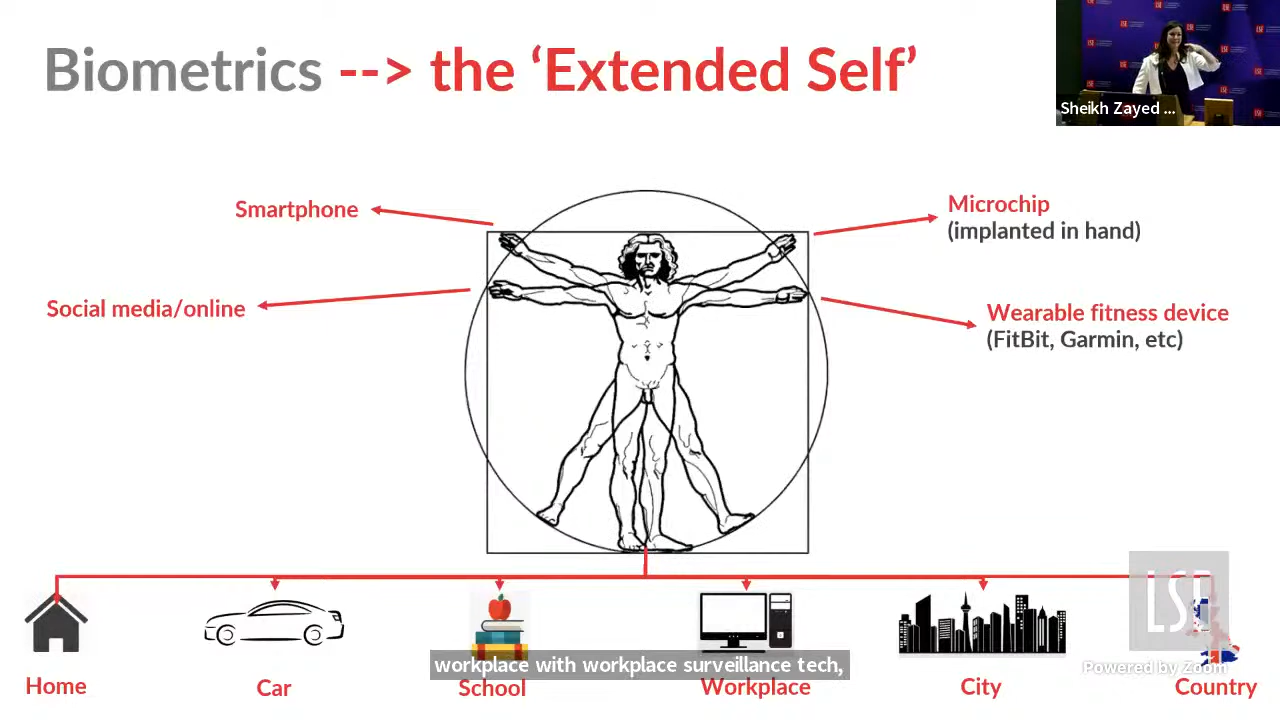 Biometrics --> the ‘Extended Self’
Sheikh Zayed ...
Smartphone
Microchip
(implanted in hand)
Social media/online
Wearable fitness device
(FitBit, Garmin, etc)
LSE
workplace with workplace surveillance tech,
Powered by Zoom
Home
Car
School
Workplace
City
Country